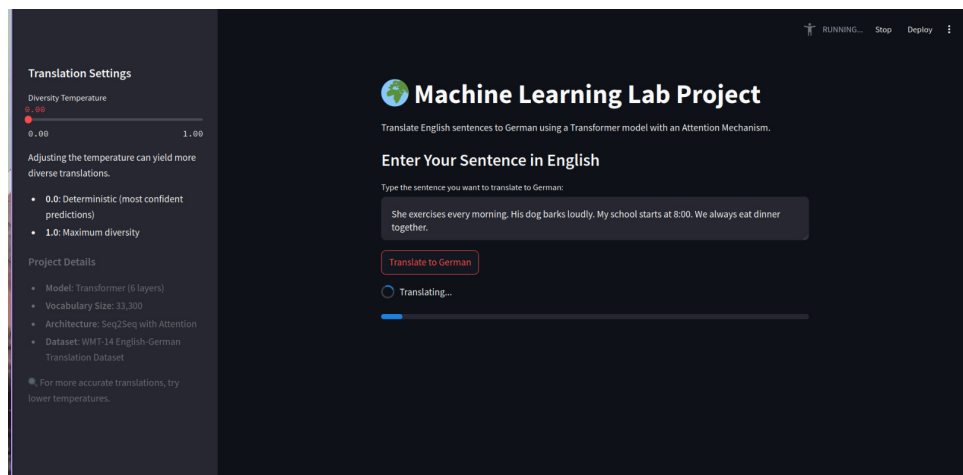 RUNNING... Stop Deploy
Translation Settings
Diversity Temperature
0.00
0.00 1.00
Adjusting the temperature can yield more
diverse translations.
0.0: Deterministic (most confident
predictions)
1.0: Maximum diversity
Project Details
Model: Transformer (6 layers)
Vocabulary Size: 33,300
Architecture: Seq2Seq with Attention
Dataset: WMT-14 English-German
Translation Dataset
For more accurate translations, try
lower temperatures.
Machine Learning Lab Project
Translate English sentences to German using a Transformer model with an Attention Mechanism.
Enter Your Sentence in English
Type the sentence you want to translate to German:
She exercises every morning. His dog barks loudly. My school starts at 8:00. We always eat dinner
together.
Translate to German
Translating...